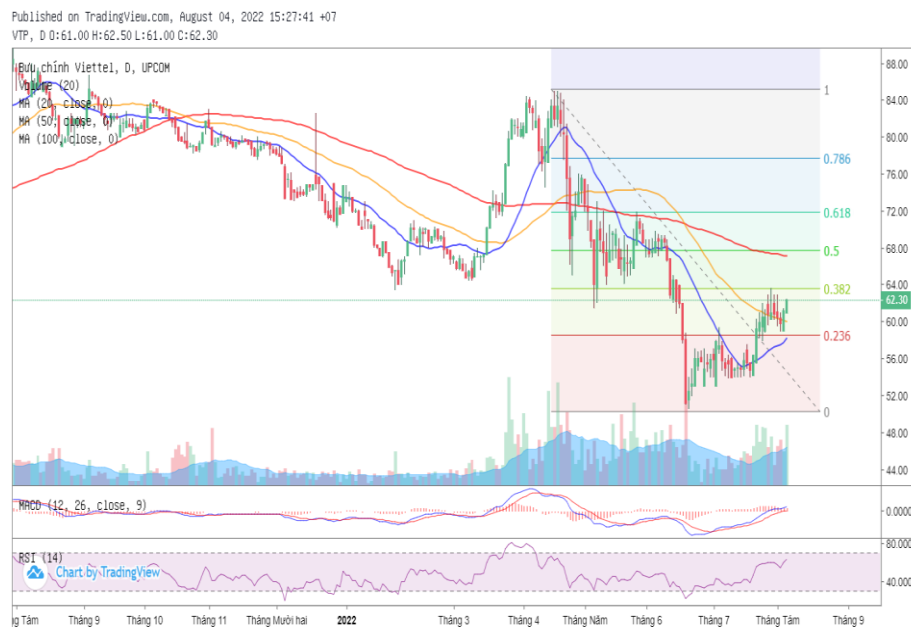 Published on TradingView.com, August 04, 2022 15:27:41 +07
VTP, D O:61.00 H:62.50 L:61.00 C:62.30
Bưu chính Viettel, D, UPCOM
Volume (20)
MA (20, close, 0)
MA (50, close, 0)
MA (100, close, 0)
1
0.786
0.618
0.5
0.382
0.236
0
88.00
84.00
80.00
76.00
72.00
68.00
64.00
62.30
60.00
56.00
52.00
48.00
44.00
MACD (12, 26, close, 9)
0.0000
RSI (14)
Chart by TradingView
80.0000
40.0000
g Tám Tháng 9 Tháng 10 Tháng 11 Tháng Mười hai 2022 Tháng 3 Tháng 4 Tháng Năm Tháng 6 Tháng 7 Tháng Tám Tháng 9